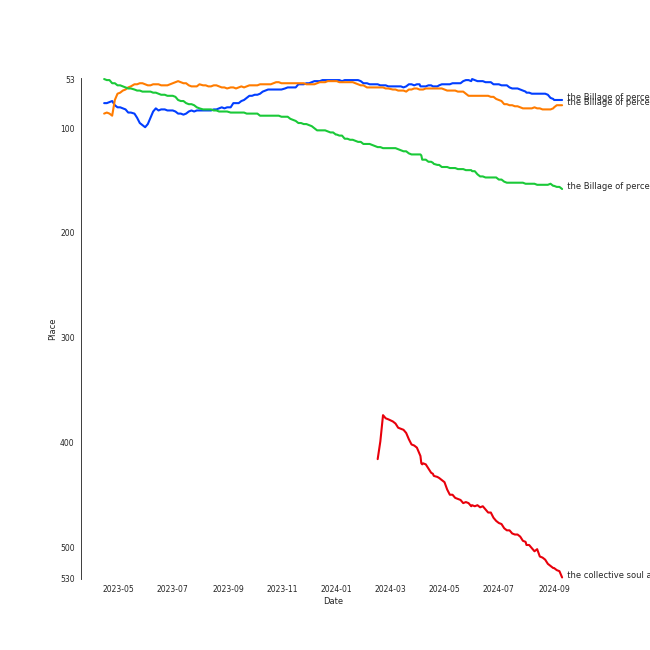 53
the Billage of perce
the Billage of perce
100
the Billage of perce
200
300
Place
400
500
the collective soul a
530
2023-05 2023-07 2023-09 2023-11 2024-01 2024-03 2024-05 2024-07 2024-09
Date